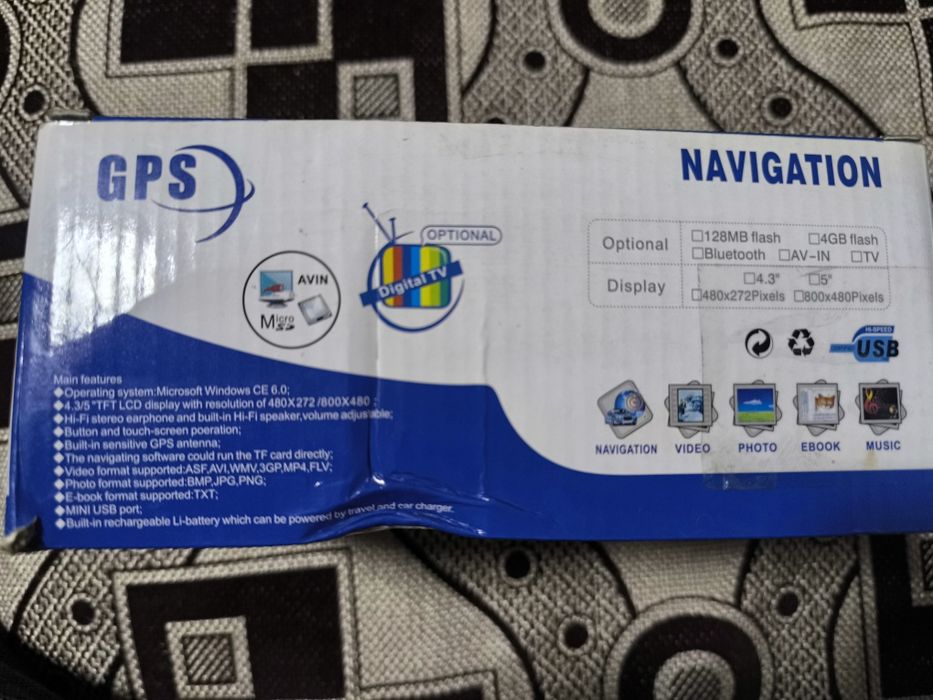 GPS
NAVIGATION
AVIN
Micro
SD
OPTIONAL
Digital TV
Optional
☐128MB flash ☐4GB flash
☐Bluetooth ☐AV-IN ☐TV
Display
☐4.3" ☐5"
☐480x272Pixels ☐800x480Pixels
HI-SPEED
USB
NAVIGATION VIDEO PHOTO EBOOK MUSIC
Main features
◆Operating system:Microsoft Windows CE 6.0;
◆4.3/5 "TFT LCD display with resolution of 480X272 /800X480 ;
◆Hi-Fi stereo earphone and built-in Hi-Fi speaker,volume adjustable;
◆Button and touch-screen poeration;
◆Built-in sensitive GPS antenna;
◆The navigating software could run the TF card directly;
◆Video format supported:ASF,AVI,WMV,3GP,MP4,FLV;
◆Photo format supported:BMP,JPG,PNG;
◆E-book format supported:TXT;
◆MINI USB port;
◆Built-in rechargeable Li-battery which can be powered by travel and car charger.